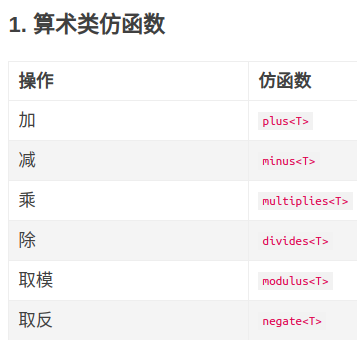 1. 算术类仿函数
操作 仿函数
加 plus<T>
减 minus<T>
乘 multiplies<T>
除 divides<T>
取模 modulus<T>
取反 negate<T>